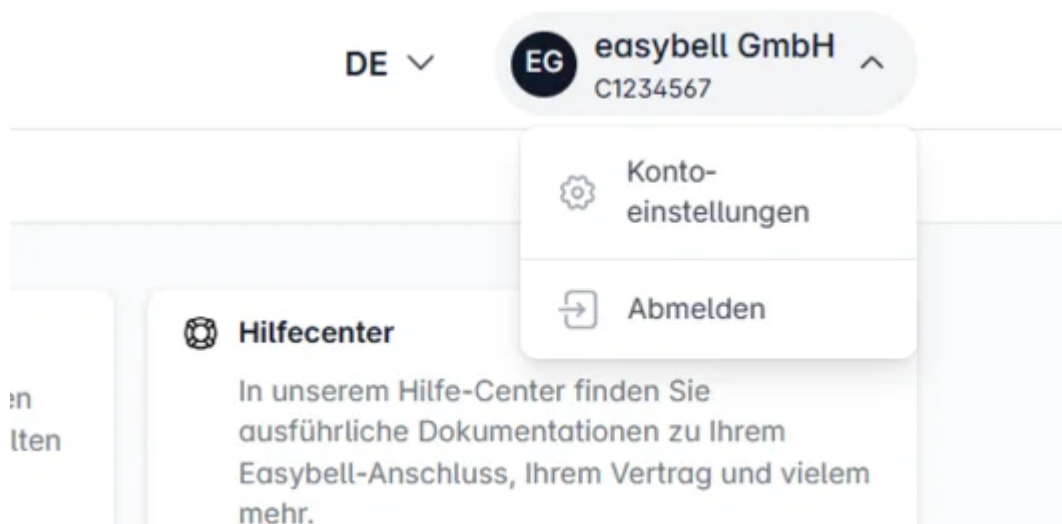 DE
EG
easybell GmbH
C1234567
Konto-
einstellungen
Abmelden
Hilfecenter
In unserem Hilfe-Center finden Sie
ausführliche Dokumentationen zu Ihrem
Easybell-Anschluss, Ihrem Vertrag und vielem
mehr.